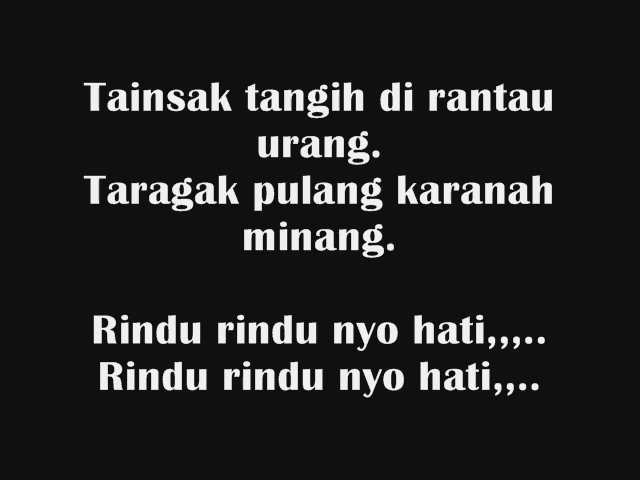 Tainsak tangih di rantau
urang.
Taragak pulang karanah
minang.
Rindu rindu nyo hati,,,..
Rindu rindu nyo hati,,..